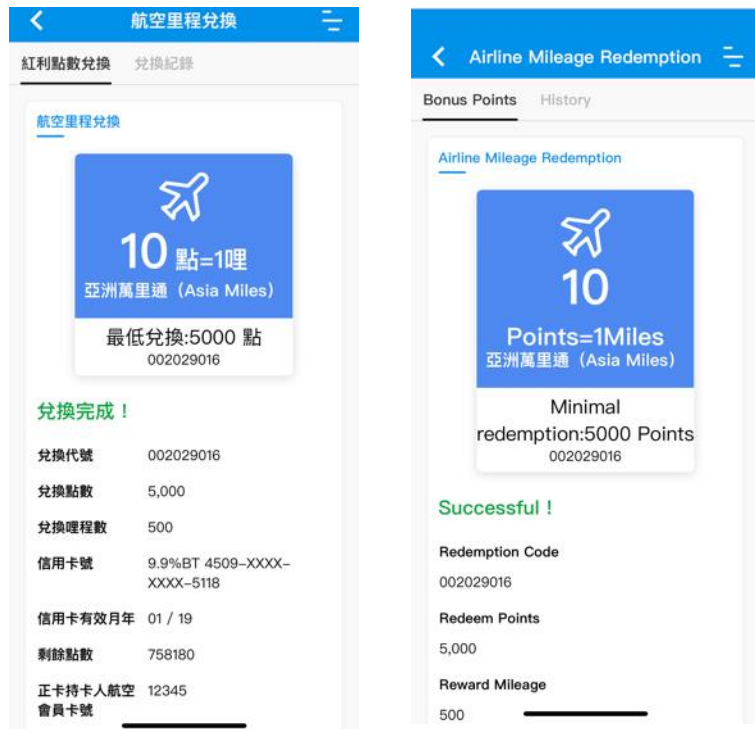 航空里程兌換
紅利點數兌換 兌換紀錄
航空里程兌換
10 點=1哩
亞洲萬里通（Asia Miles）
最低兌換:5000 點
002029016
兌換完成！
兌換代號 002029016
兌換點數 5,000
兌換哩程數 500
信用卡號 9.9%BT 4509-XXXX-
XXXX-5118
信用卡有效月年 01 / 19
剩餘點數 758180
正卡持卡人航空 12345
會員卡號
Airline Mileage Redemption
Bonus Points History
Airline Mileage Redemption
10
Points=1Miles
亞洲萬里通（Asia Miles）
Minimal
redemption:5000 Points
002029016
Successful！
Redemption Code
002029016
Redeem Points
5,000
Reward Mileage
500